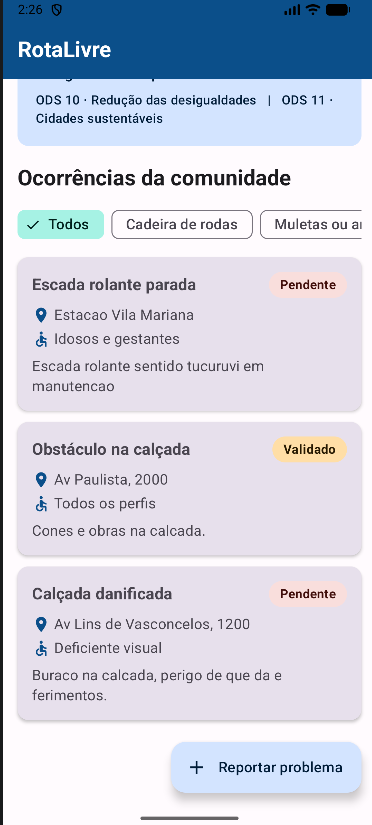 2:26
RotaLivre
ODS 10 · Redução das desigualdades | ODS 11 ·
Cidades sustentáveis
Ocorrências da comunidade
Todos
Cadeira de rodas
Muletas ou
Escada rolante parada
Pendente
Estacao Vila Mariana
Idosos e gestantes
Escada rolante sentido tucuruvi em
manutencao
Obstáculo na calçada
Validado
Av Paulista, 2000
Todos os perfis
Cones e obras na calcada.
Calçada danificada
Pendente
Av Lins de Vasconcelos, 1200
Deficiente visual
Buraco na calcada, perigo de que da e
ferimentos.
Reportar problema